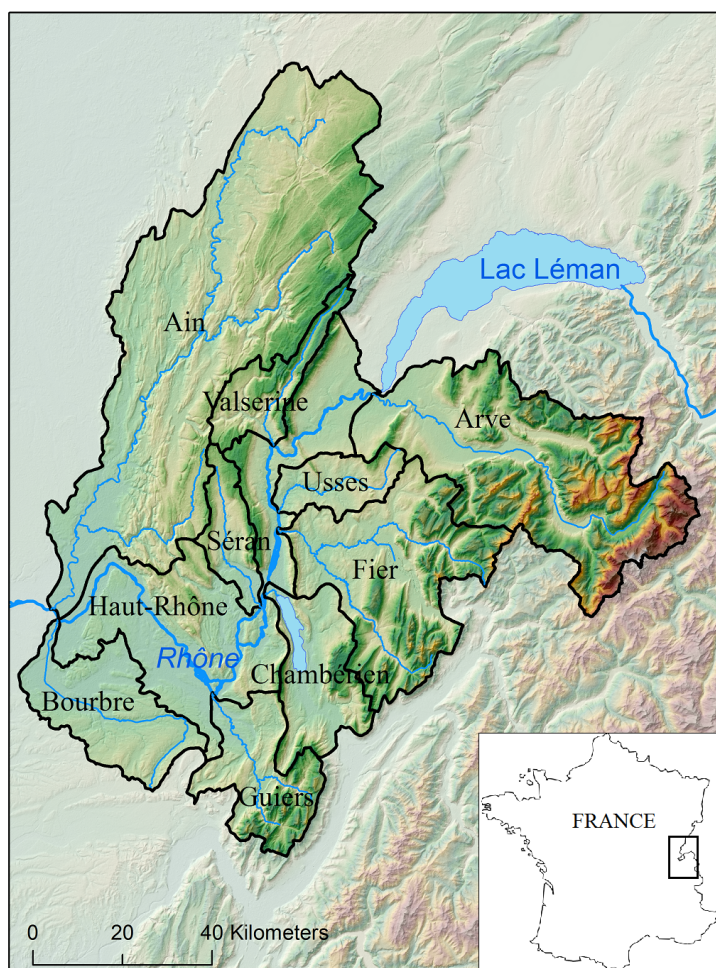 Lac Léman
Ain
Valserine
Arve
Usses
Séran
Fier
Haut-Rhône
Rhône
Chambérien
Bourbre
Guiers
FRANCE
0 20 40 Kilometers